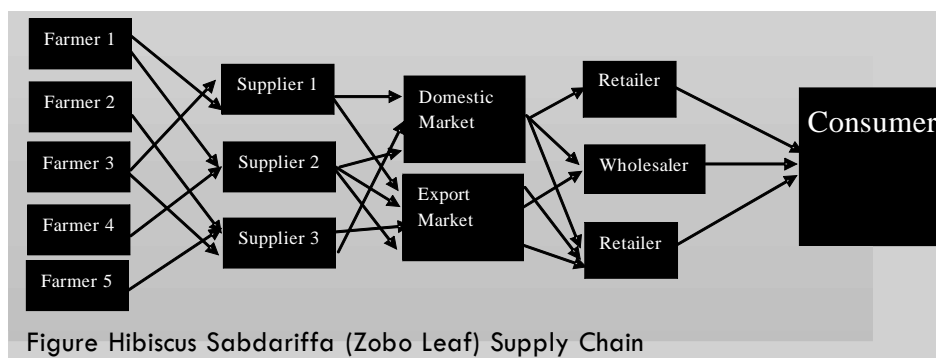 Farmer 1
Farmer 2
Farmer 3
Farmer 4
Farmer 5
Supplier 1
Supplier 2
Supplier 3
Domestic
Market
Export
Market
Retailer
Wholesaler
Retailer
Consumer
Figure Hibiscus Sabdariffa (Zobo Leaf) Supply Chain